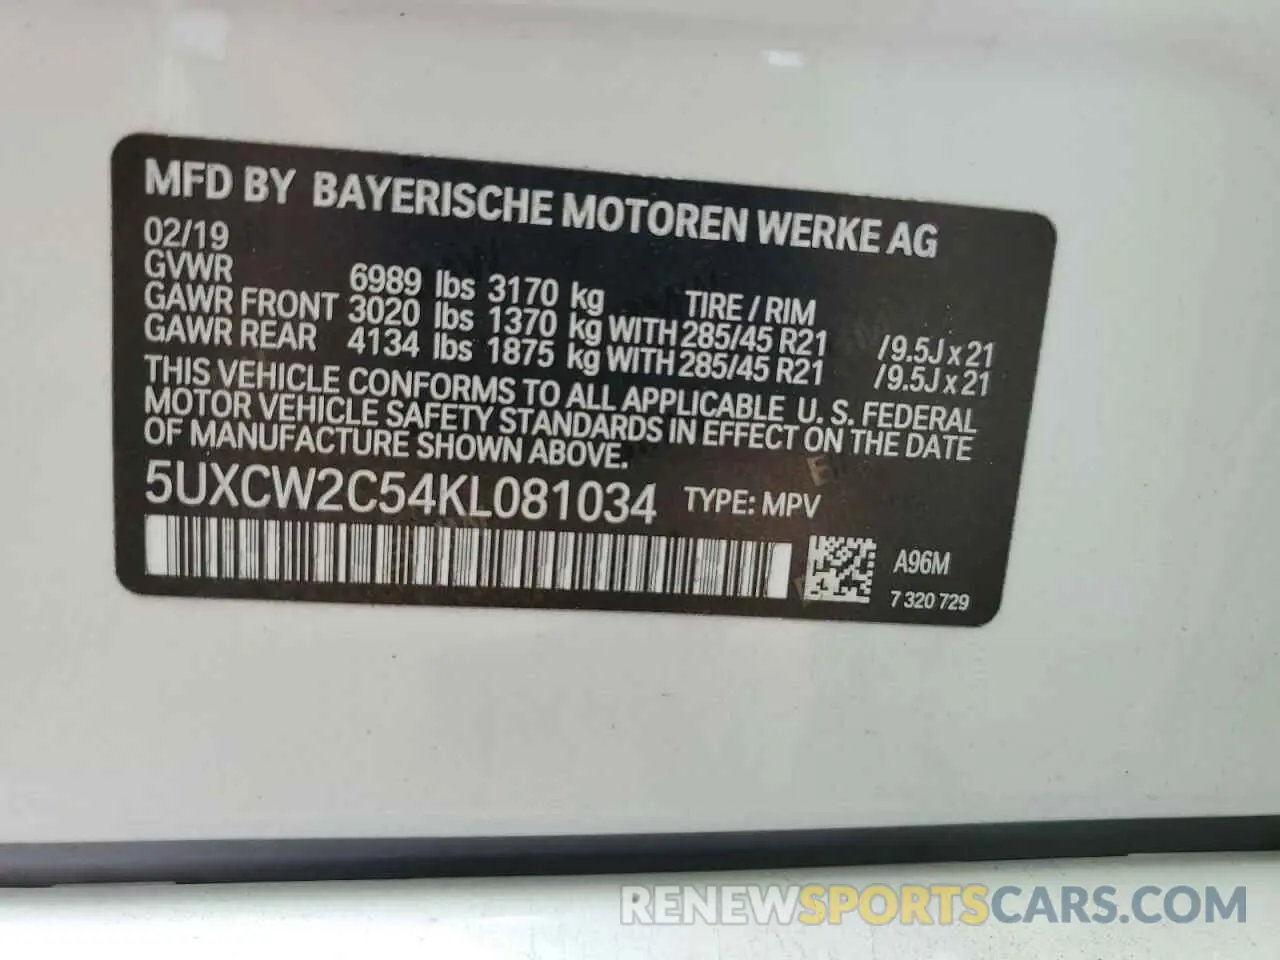 MFD BY BAYERISCHE MOTOREN WERKE AG
02/19
GVWR 6989 lbs 3170 kg TIRE / RIM
GAWR FRONT 3020 lbs 1370 kg WITH 285/45 R21 /9.5J x 21
GAWR REAR 4134 lbs 1875 kg WITH 285/45 R21 /9.5J x 21
THIS VEHICLE CONFORMS TO ALL APPLICABLE U. S. FEDERAL
MOTOR VEHICLE SAFETY STANDARDS IN EFFECT ON THE DATE
OF MANUFACTURE SHOWN ABOVE.
5UXCW2C54KL081034 TYPE: MPV
A96M
7 320 729
RENEWSPORTSCARS.COM